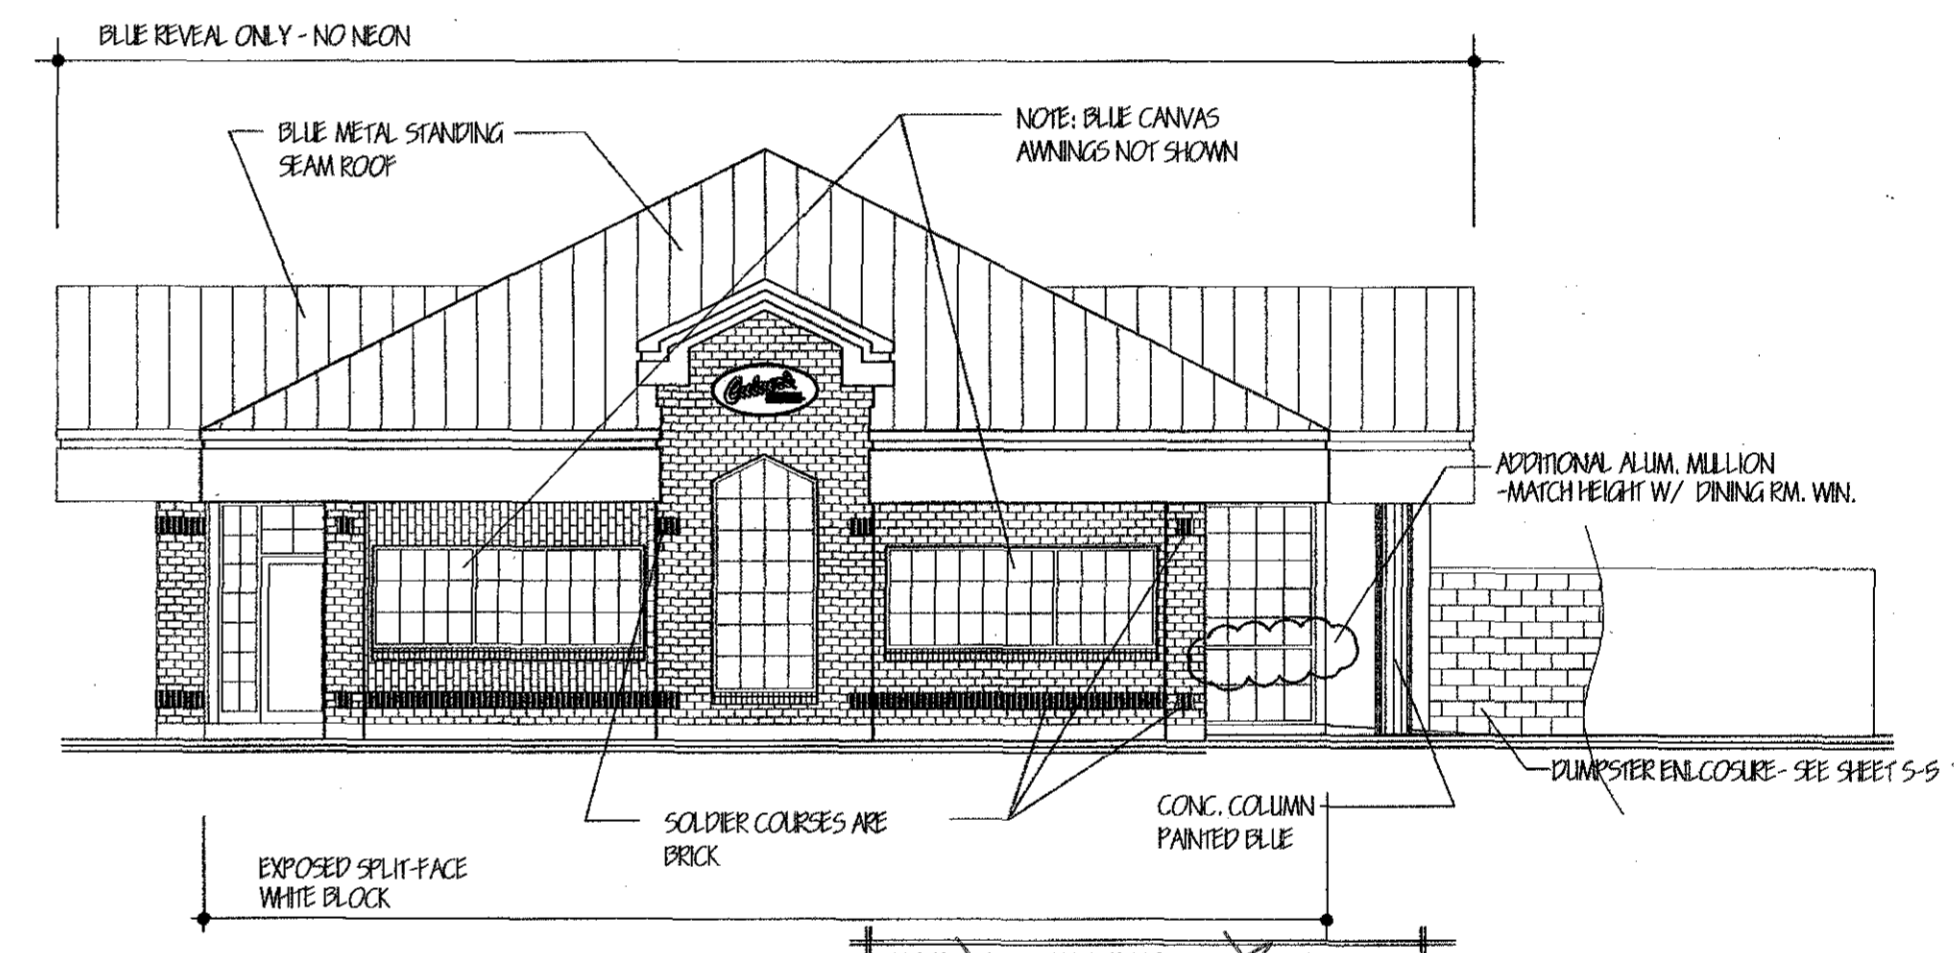 BLUE REVEAL ONLY - NO NEON
BLUE METAL STANDING
SEAM ROOF
NOTE: BLUE CANVAS
AWNINGS NOT SHOWN
Culver's
ADDITIONAL ALUM. MULLION
-MATCH HEIGHT W/ DINING RM. WIN.
DUMPSTER ENLCOSURE- SEE SHEET S-5
SOLDIER COURSES ARE
BRICK
CONC. COLUMN
PAINTED BLUE
EXPOSED SPLIT-FACE
WHITE BLOCK